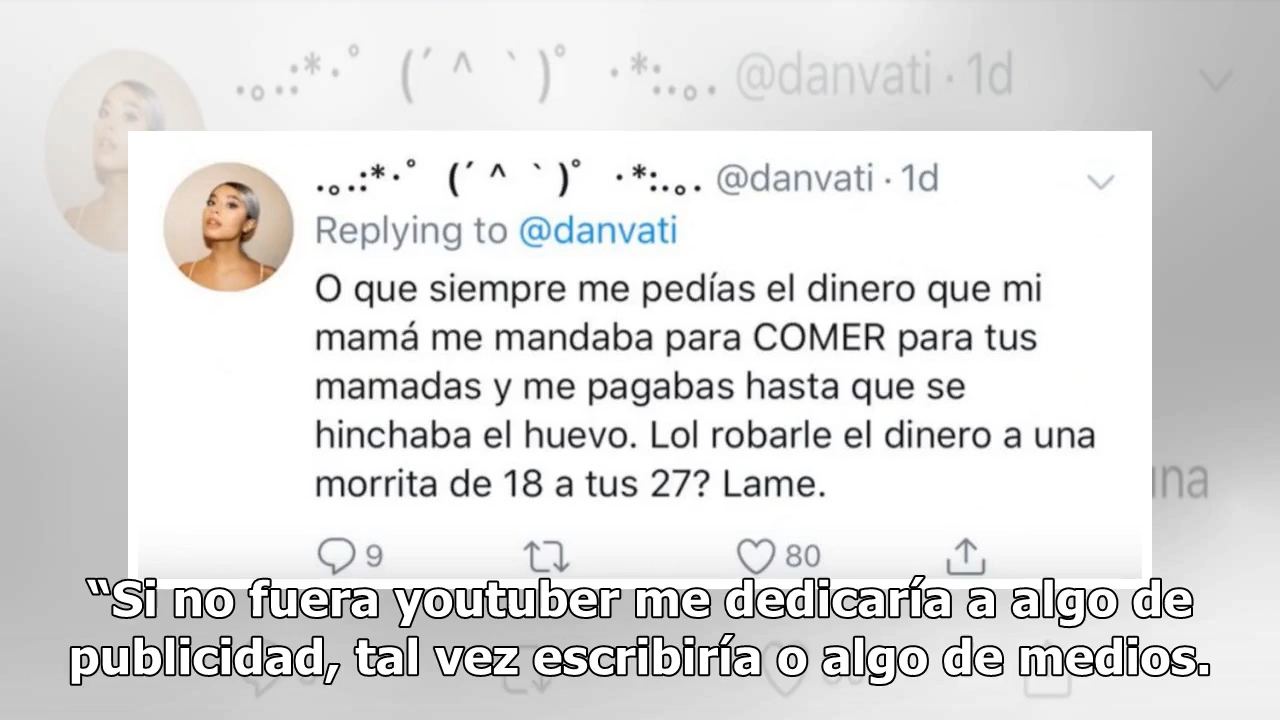 .｡.:*･ﾟ (´ ^ ｀)ﾟ ･*:.｡. @danvati · 1d
.｡.:*･ﾟ (´ ^ ｀)ﾟ ･*:.｡. @danvati · 1d
Replying to @danvati
O que siempre me pedías el dinero que mi
mamá me mandaba para COMER para tus
mamadas y me pagabas hasta que se
hinchaba el huevo. Lol robarle el dinero a una
morrita de 18 a tus 27? Lame.
una
9 80
“Si no fuera youtuber me dedicaría a algo de
publicidad, tal vez escribiría o algo de medios.